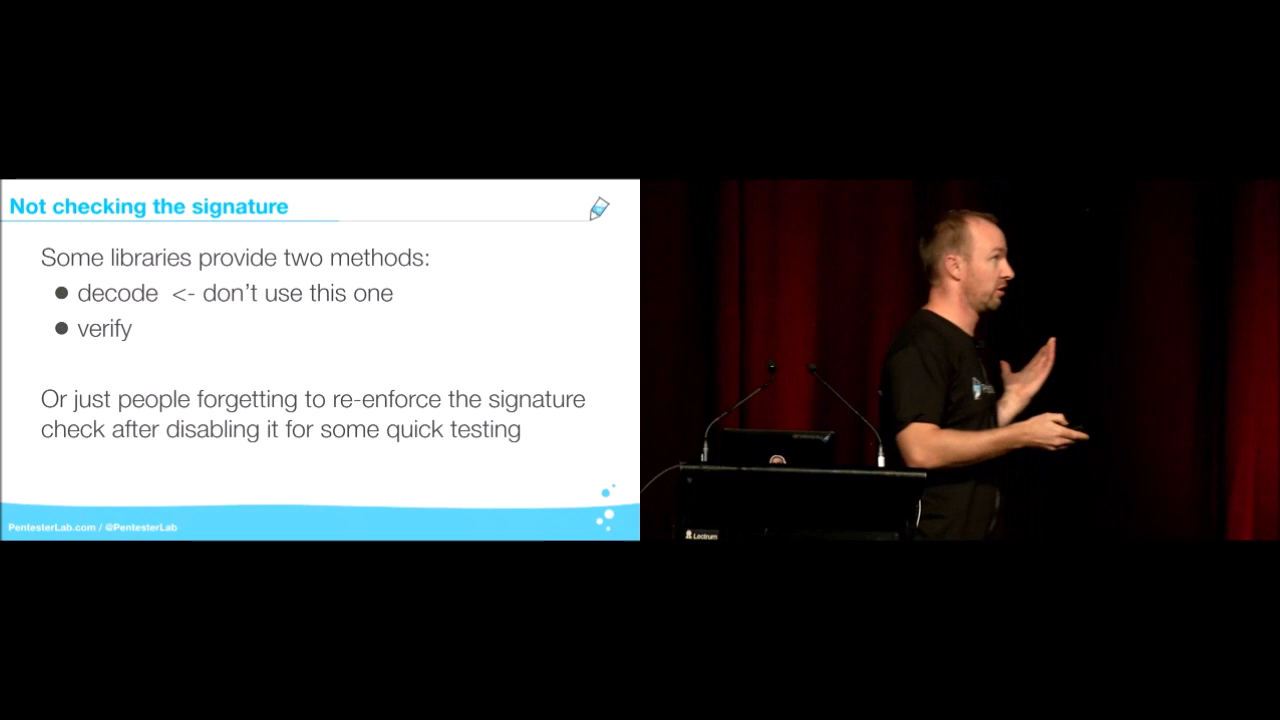 Not checking the signature
Some libraries provide two methods:
● decode <- don't use this one
● verify
Or just people forgetting to re-enforce the signature
check after disabling it for some quick testing
PentesterLab.com / @PentesterLab
Lectrum